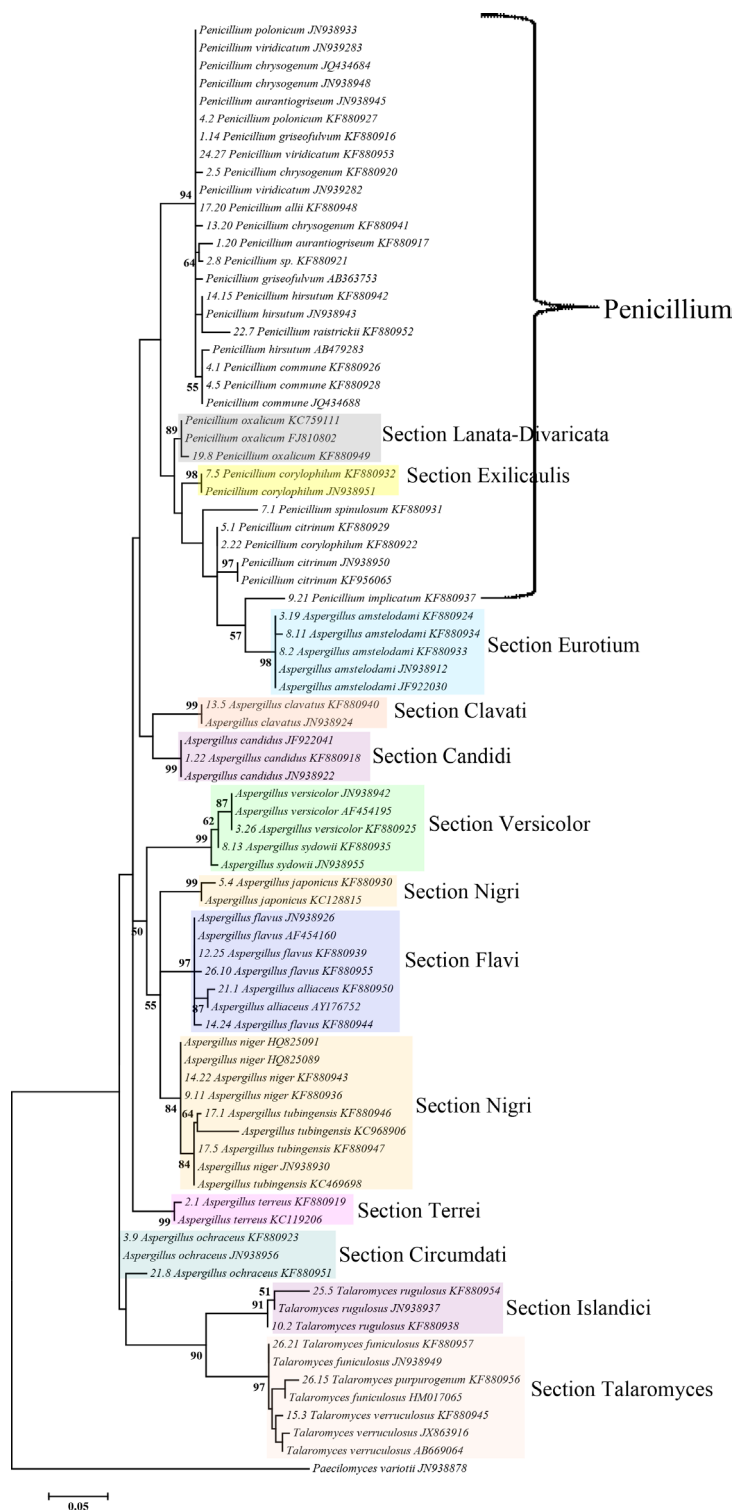 Penicillium polonicum JN938933
Penicillium viridicatum JN939283
Penicillium chrysogenum JQ434684
Penicillium chrysogenum JN938948
Penicillium aurantiogriseum JN938945
4.2 Penicillium polonicum KF880927
1.14 Penicillium griseofulvum KF880916
24.27 Penicillium viridicatum KF880953
2.5 Penicillium chrysogenum KF880920
94
Penicillium viridicatum JN939282
17.20 Penicillium allii KF880948
13.20 Penicillium chrysogenum KF880941
1.20 Penicillium aurantiogriseum KF880917
64
2.8 Penicillium sp. KF880921
Penicillium griseofulvum AB363753
14.15 Penicillium hirsutum KF880942
Penicillium hirsutum JN938943
Penicillium
22.7 Penicillium raistrickii KF880952
Penicillium hirsutum AB479283
4.1 Penicillium commune KF880926
55
4.5 Penicillium commune KF880928
Penicillium commune JQ434688
Penicillium oxalicum KC759111
89
Penicillium oxalicum FJ810802
Section Lanata-Divaricata
19.8 Penicillium oxalicum KF880949
98
7.5 Penicillium corylophilum KF880932
Section Exilicaulis
Penicillium corylophilum JN938951
7.1 Penicillium spinulosum KF880931
5.1 Penicillium citrinum KF880929
2.22 Penicillium corylophilum KF880922
97
Penicillium citrinum JN938950
Penicillium citrinum KF956065
9.21 Penicillium implicatum KF880937
3.19 Aspergillus amstelodami KF880924
57
8.11 Aspergillus amstelodami KF880934
Section Eurotium
98
8.2 Aspergillus amstelodami KF880933
Aspergillus amstelodami JN938912
Aspergillus amstelodami JF922030
99
13.5 Aspergillus clavatus KF880940
Section Clavati
Aspergillus clavatus JN938924
Aspergillus candidus JF922041
1.22 Aspergillus candidus KF880918
Section Candidi
99
Aspergillus candidus JN938922
Aspergillus versicolor JN938942
87
Aspergillus versicolor AF454195
62
3.26 Aspergillus versicolor KF880925
Section Versicolor
99
8.13 Aspergillus sydowii KF880935
Aspergillus sydowii JN938955
99
5.4 Aspergillus japonicus KF880930
Section Nigri
Aspergillus japonicus KC128815
Aspergillus flavus JN938926
50
Aspergillus flavus AF454160
12.25 Aspergillus flavus KF880939
Section Flavi
97
26.10 Aspergillus flavus KF880955
55
21.1 Aspergillus alliaceus KF880950
87
Aspergillus alliaceus AY176752
14.24 Aspergillus flavus KF880944
Aspergillus niger HQ825091
Aspergillus niger HQ825089
14.22 Aspergillus niger KF880943
9.11 Aspergillus niger KF880936
84
64
17.1 Aspergillus tubingensis KF880946
Section Nigri
Aspergillus tubingensis KC968906
17.5 Aspergillus tubingensis KF880947
84
Aspergillus niger JN938930
Aspergillus tubingensis KC469698
2.1 Aspergillus terreus KF880919
Section Terrei
99
Aspergillus terreus KC119206
3.9 Aspergillus ochraceus KF880923
Aspergillus ochraceus JN938956
Section Circumdati
21.8 Aspergillus ochraceus KF880951
51
25.5 Talaromyces rugulosus KF880954
91
Talaromyces rugulosus JN938937
Section Islandici
10.2 Talaromyces rugulosus KF880938
90
26.21 Talaromyces funiculosus KF880957
Talaromyces funiculosus JN938949
97
26.15 Talaromyces purpurogenum KF880956
Section Talaromyces
Talaromyces funiculosus HM017065
15.3 Talaromyces verruculosus KF880945
Talaromyces verruculosus JX863916
Talaromyces verruculosus AB669064
Paecilomyces variotii JN938878
0.05